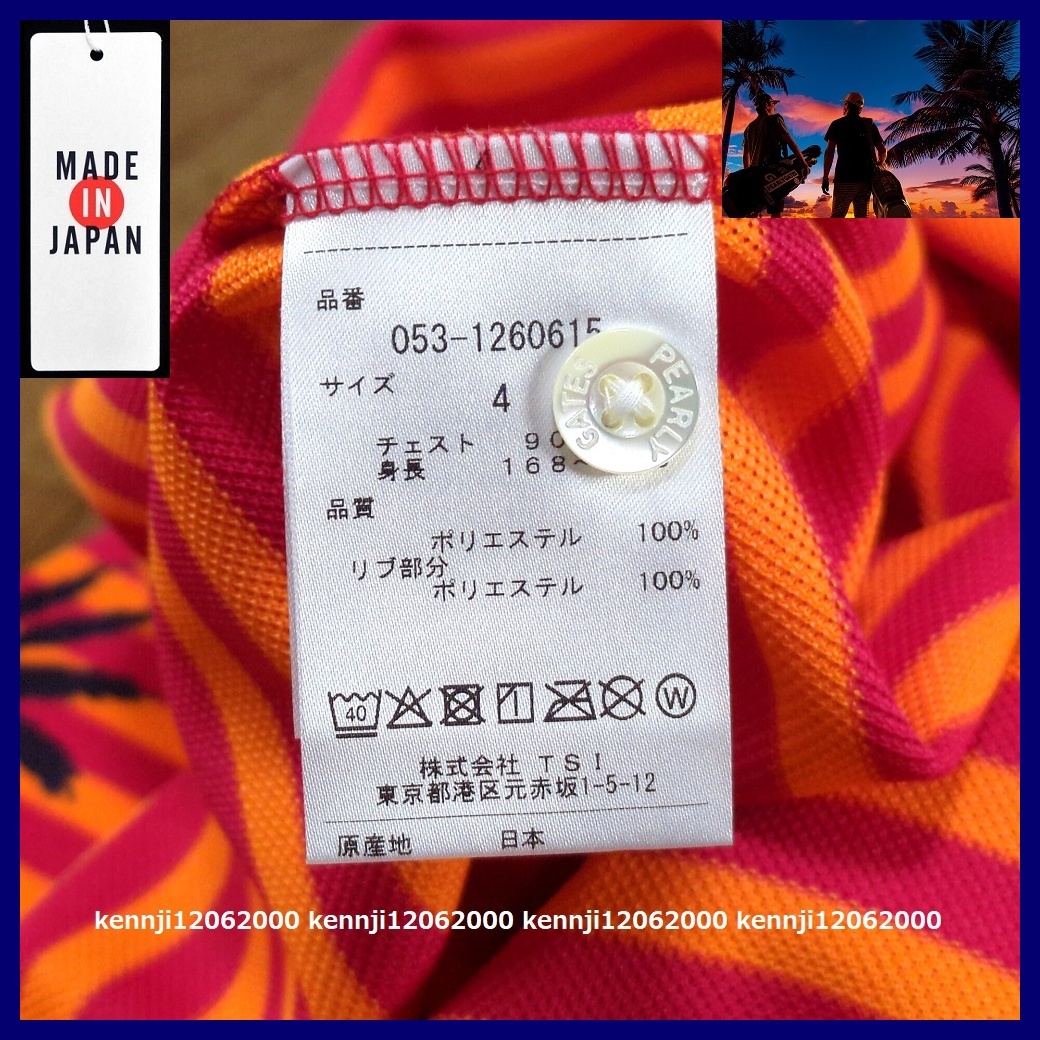 MADE
IN
JAPAN
品番
053-1260615
サイズ
4
チェスト 90
身長 168~
品質
ポリエステル 100%
リブ部分
ポリエステル 100%
PEARLY
GATES
40
1
W
株式会社 TSI
東京都港区元赤坂1-5-12
原産地 日本
kennji12062000 kennji12062000 kennji12062000 kennji12062000